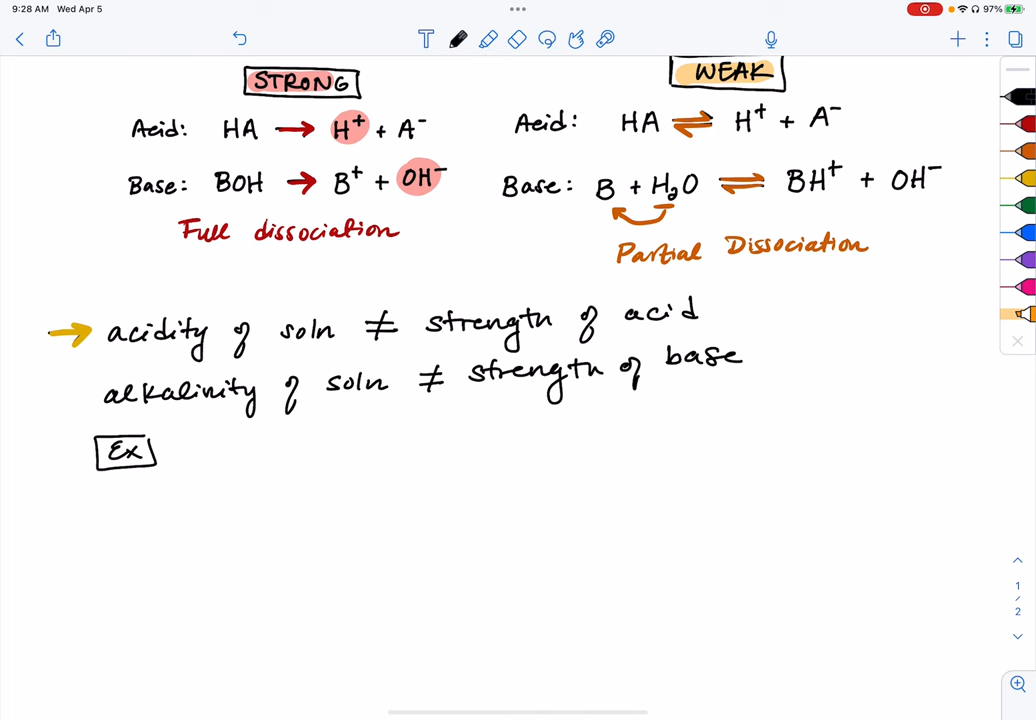 9:28 AM Wed Apr 5
97%
STRONG
WEAK
Acid: HA → H⁺ + A⁻
Acid: HA ⇌ H⁺ + A⁻
Base: BOH → B⁺ + OH⁻
Base: B + H₂O ⇌ BH⁺ + OH⁻
Full dissociation
Partial Dissociation
→ acidity of soln ≠ strength of acid
alkalinity of soln ≠ strength of base
Ex
1
/
2